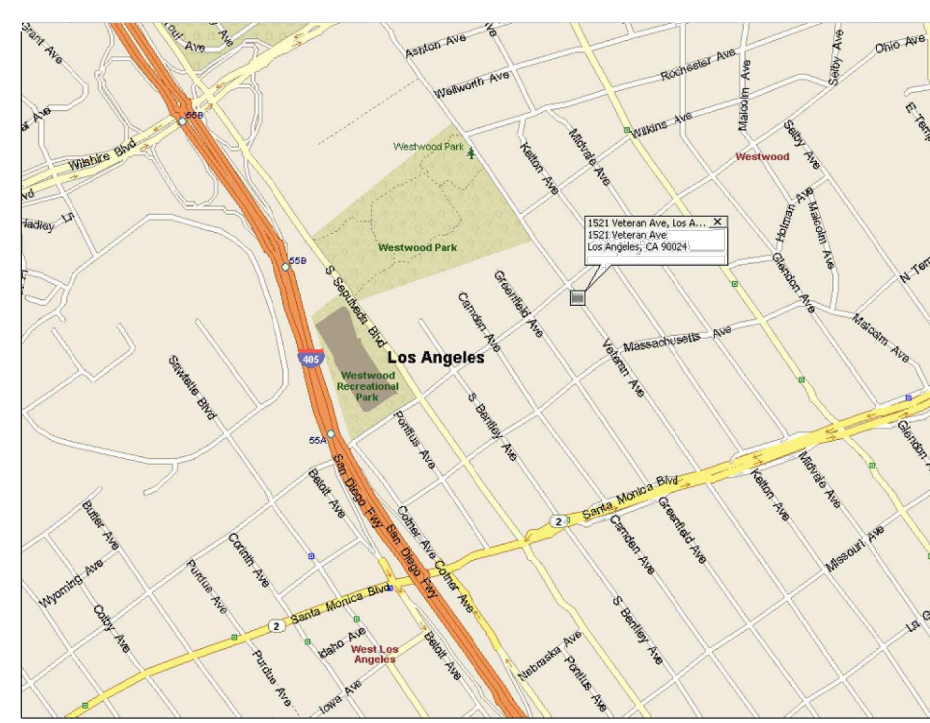 Grant Ave
Ave
Ashton Ave
Selby Ave
Ohio Ave
Rochester Ave
Wellworth Ave
Malcolm Ave
55B
Wilkins Ave
Selby Ave
Midvale Ave
Kelton Ave
Westwood Park
Westwood
Wilshire Blvd
1521 Veteran Ave, Los A... X
1521 Veteran Ave
Los Angeles, CA 90024
Holman Ave
Malcolm Ave
Hadley Ln
Westwood Park
55B
Glendon Ave
S Sepulveda Blvd
Greenfield Ave
Camden Ave
Malcolm Ave
Massachusetts Ave
Veteran Ave
405
Los Angeles
Westwood
Recreational
Park
Sawtelle Blvd
S Bentley Ave
Pontius Ave
55A
Glendon Ave
Midvale Ave
Kelton Ave
San Diego Fwy
Beloit Ave
Santa Monica Blvd
2
Greenfield Ave
Camden Ave
Butler Ave
Cotner Ave
San Diego Fwy
Missouri Ave
Corinth Ave
Wyoming Ave
Purdue Ave
Cotner Ave
Santa Monica Blvd
2
Colby Ave
S Bentley Ave
Idaho Ave
West Los
Angeles
Beloit Ave
Nebraska Ave
Purdue Ave
Pontius Ave
Iowa Ave